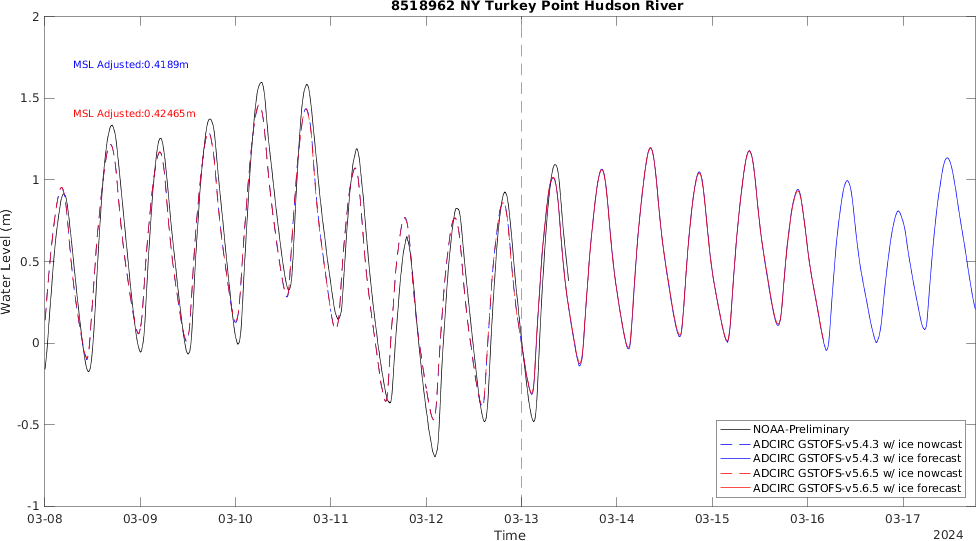 8518962 NY Turkey Point Hudson River
MSL Adjusted:0.4189m
MSL Adjusted:0.42465m
Water Level (m)
2
1.5
1
0.5
0
-0.5
-1
NOAA-Preliminary
ADCIRC GSTOFS-v5.4.3 w/ ice nowcast
ADCIRC GSTOFS-v5.4.3 w/ ice forecast
ADCIRC GSTOFS-v5.6.5 w/ ice nowcast
ADCIRC GSTOFS-v5.6.5 w/ ice forecast
03-08 03-09 03-10 03-11 03-12 03-13 03-14 03-15 03-16 03-17
Time
2024